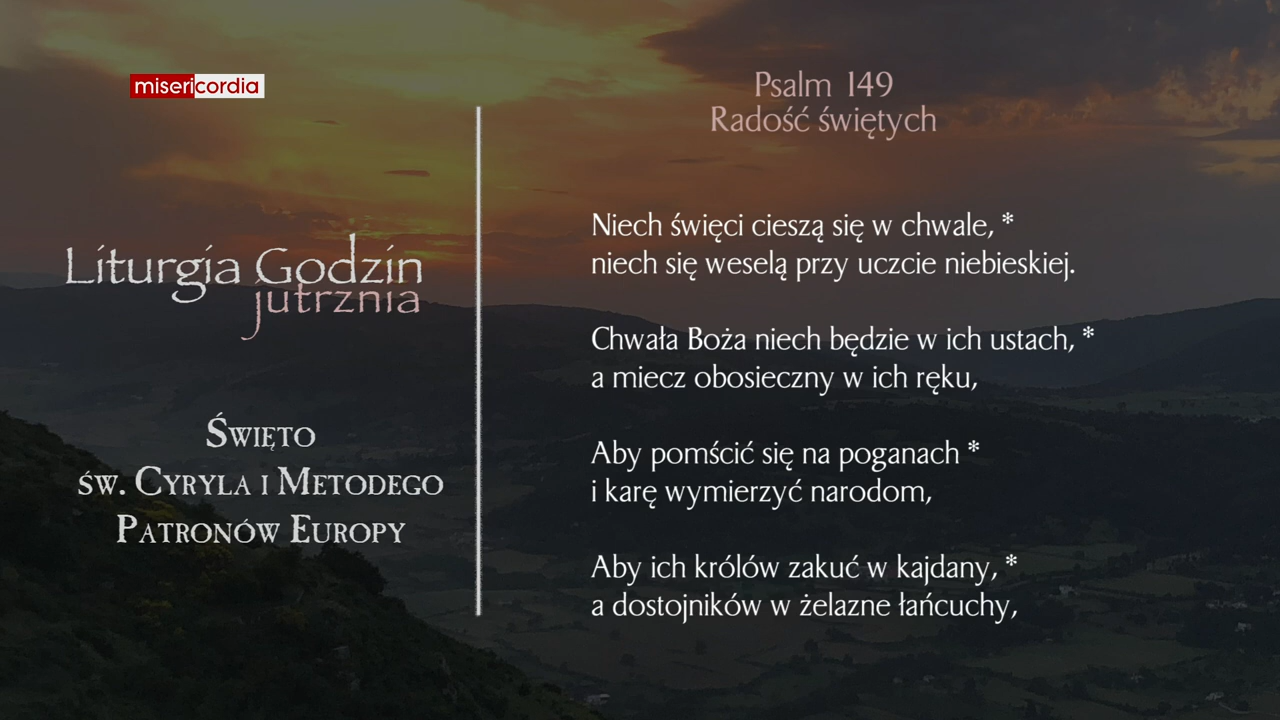 misericordia
Liturgia Godzin
jutrznia
Święto
św. Cyryla i Metodego
Patronów Europy
Psalm 149
Radość świętych
Niech święci cieszą się w chwale, *
niech się weselą przy uczcie niebieskiej.
Chwała Boża niech będzie w ich ustach, *
a miecz obosieczny w ich ręku,
Aby pomścić się na poganach *
i karę wymierzyć narodom,
Aby ich królów zakuć w kajdany, *
a dostojników w żelazne łańcuchy,